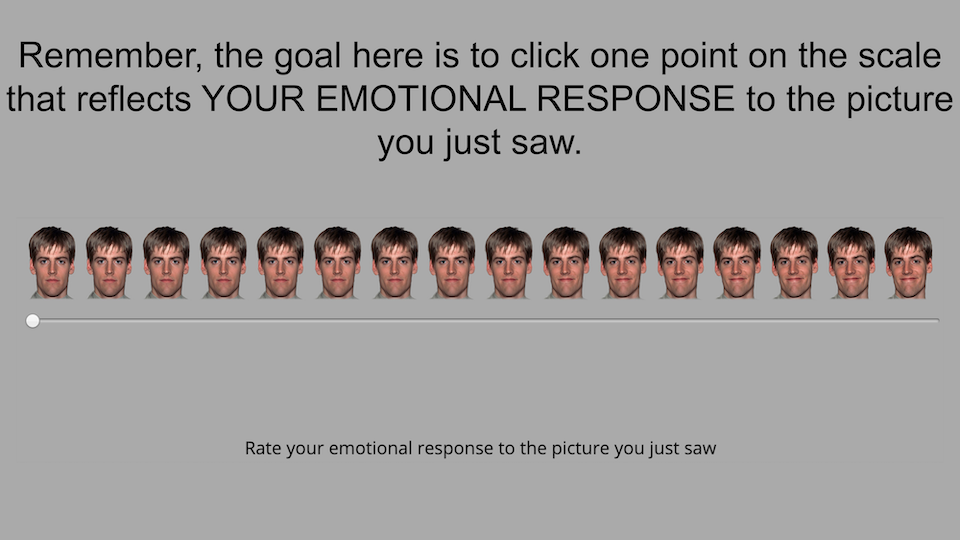 Remember, the goal here is to click one point on the scale
that reflects YOUR EMOTIONAL RESPONSE to the picture
you just saw.
Rate your emotional response to the picture you just saw